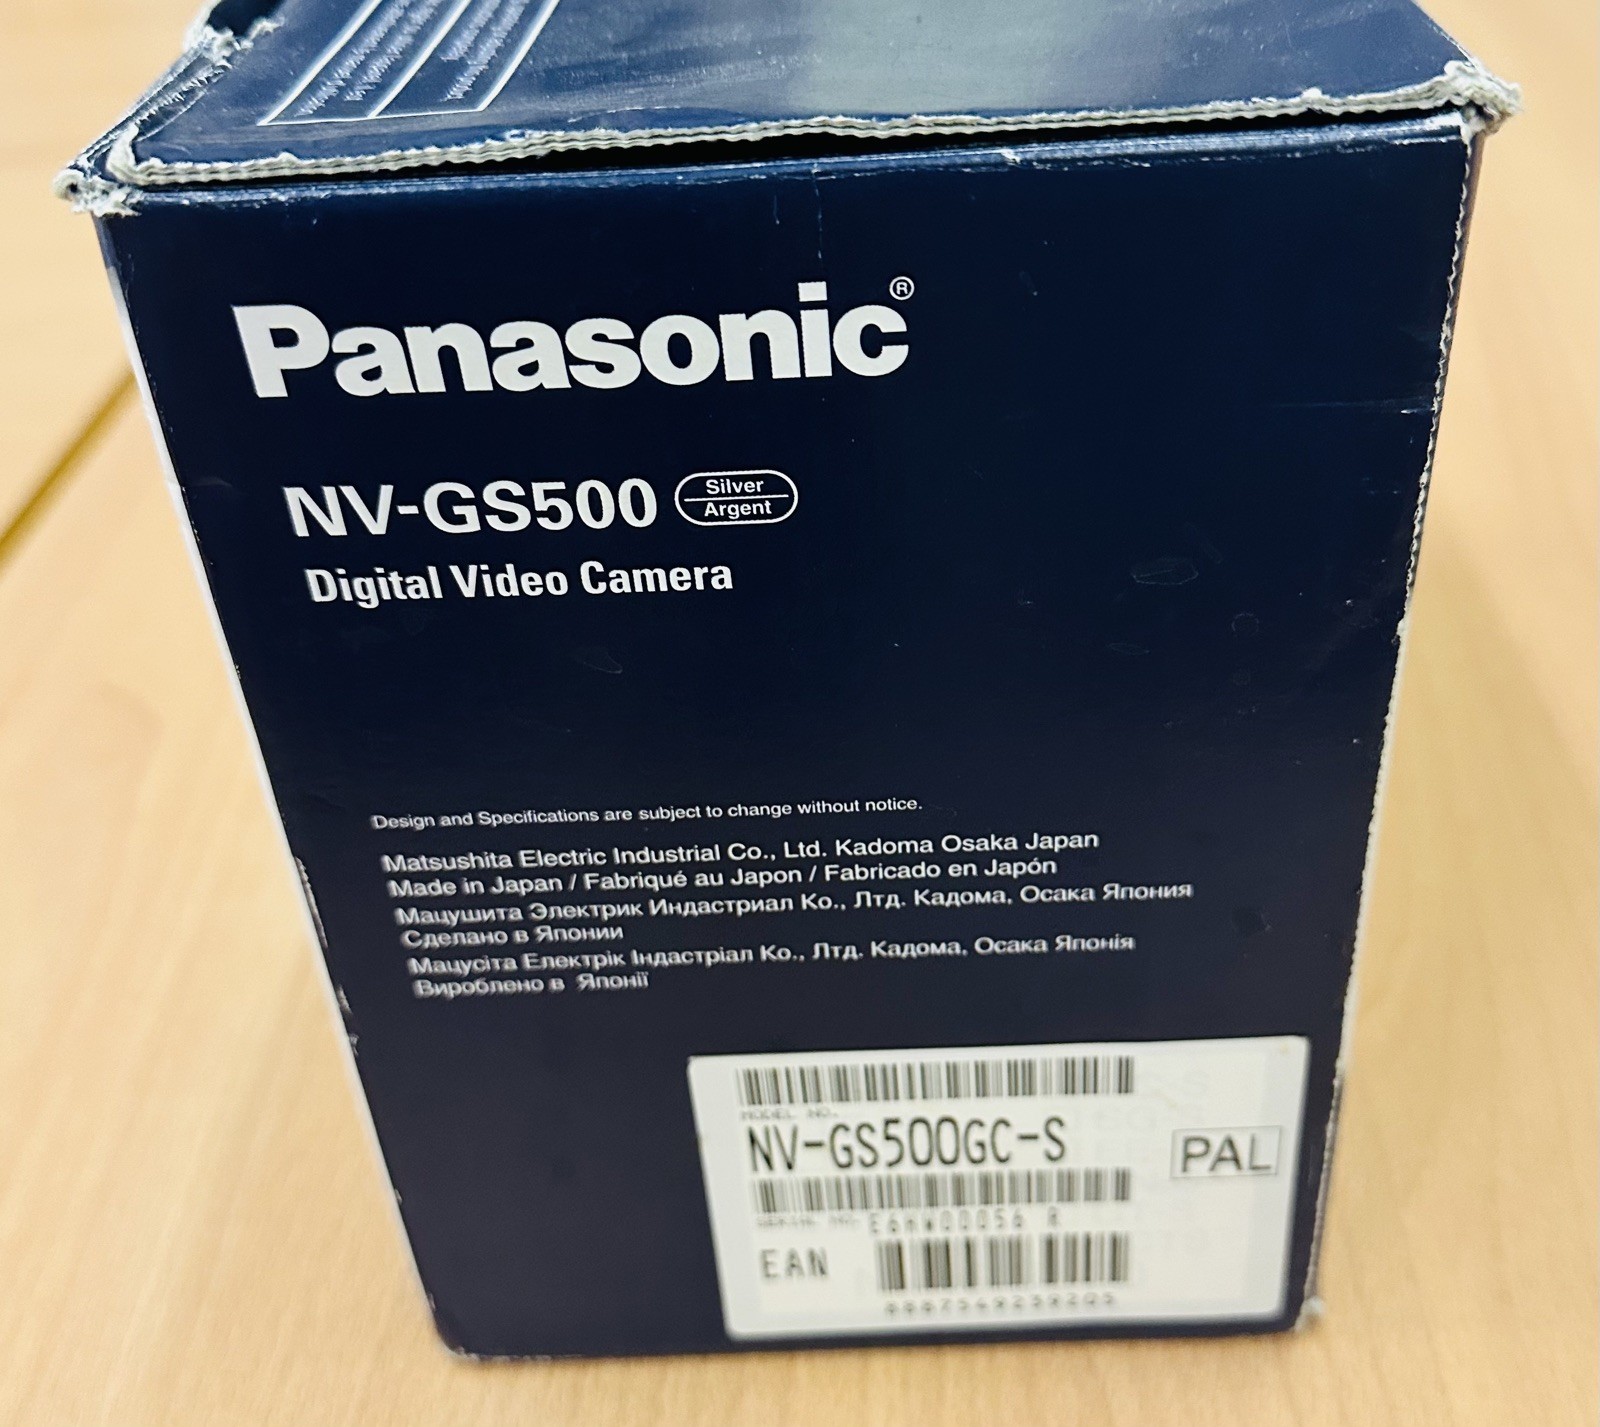 Panasonic®
NV-GS500 Silver Argent
Digital Video Camera
Design and Specifications are subject to change without notice.
Matsushita Electric Industrial Co., Ltd. Kadoma Osaka Japan
Made in Japan / Fabriqué au Japon / Fabricado en Japón
Мацушита Электрик Индастриал Ко., Лтд. Кадома, Осака Япония
Сделано в Японии
Мацусіта Електрік Індастріал Ко., Лтд. Кадома, Осака Японія
Вироблено в Японії
MODEL NO.
NV-GS500GC-S
PAL
SERIAL NO.
EAN